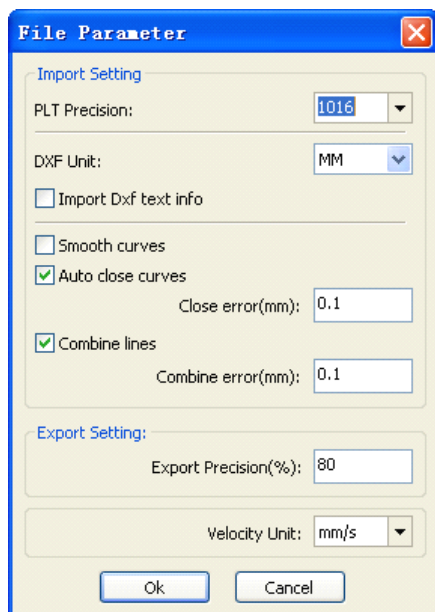 File Parameter
Import Setting
PLT Precision: 1016
DXF Unit: MM
Import Dxf text info
Smooth curves
Auto close curves
Close error(mm): 0.1
Combine lines
Combine error(mm): 0.1
Export Setting:
Export Precision(%): 80
Velocity Unit: mm/s
Ok Cancel